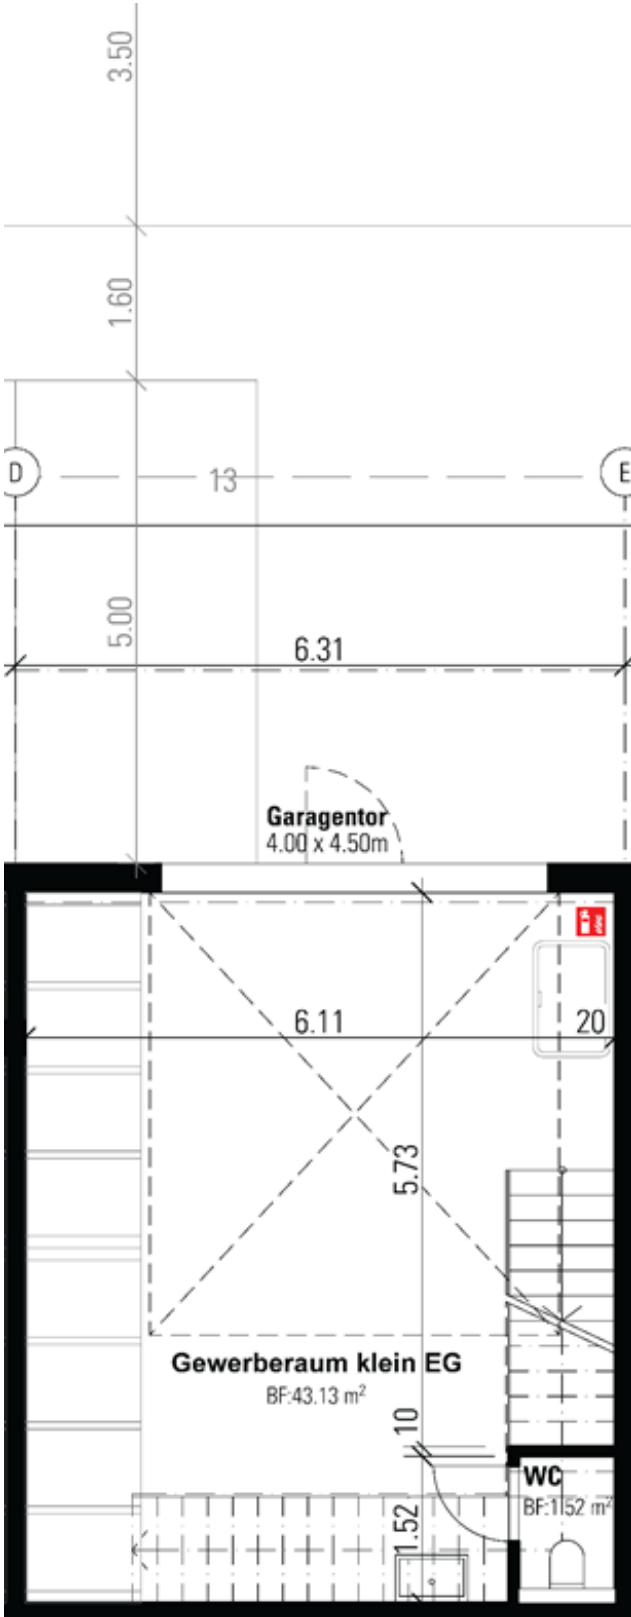 3.50
1.60
D
13
E
5.00
6.31
Garagentor
4.00 x 4.50m
6.11
20
5.73
Gewerberaum klein EG
BF:43.13 m²
10
WC
BF:1.52 m²
1.52